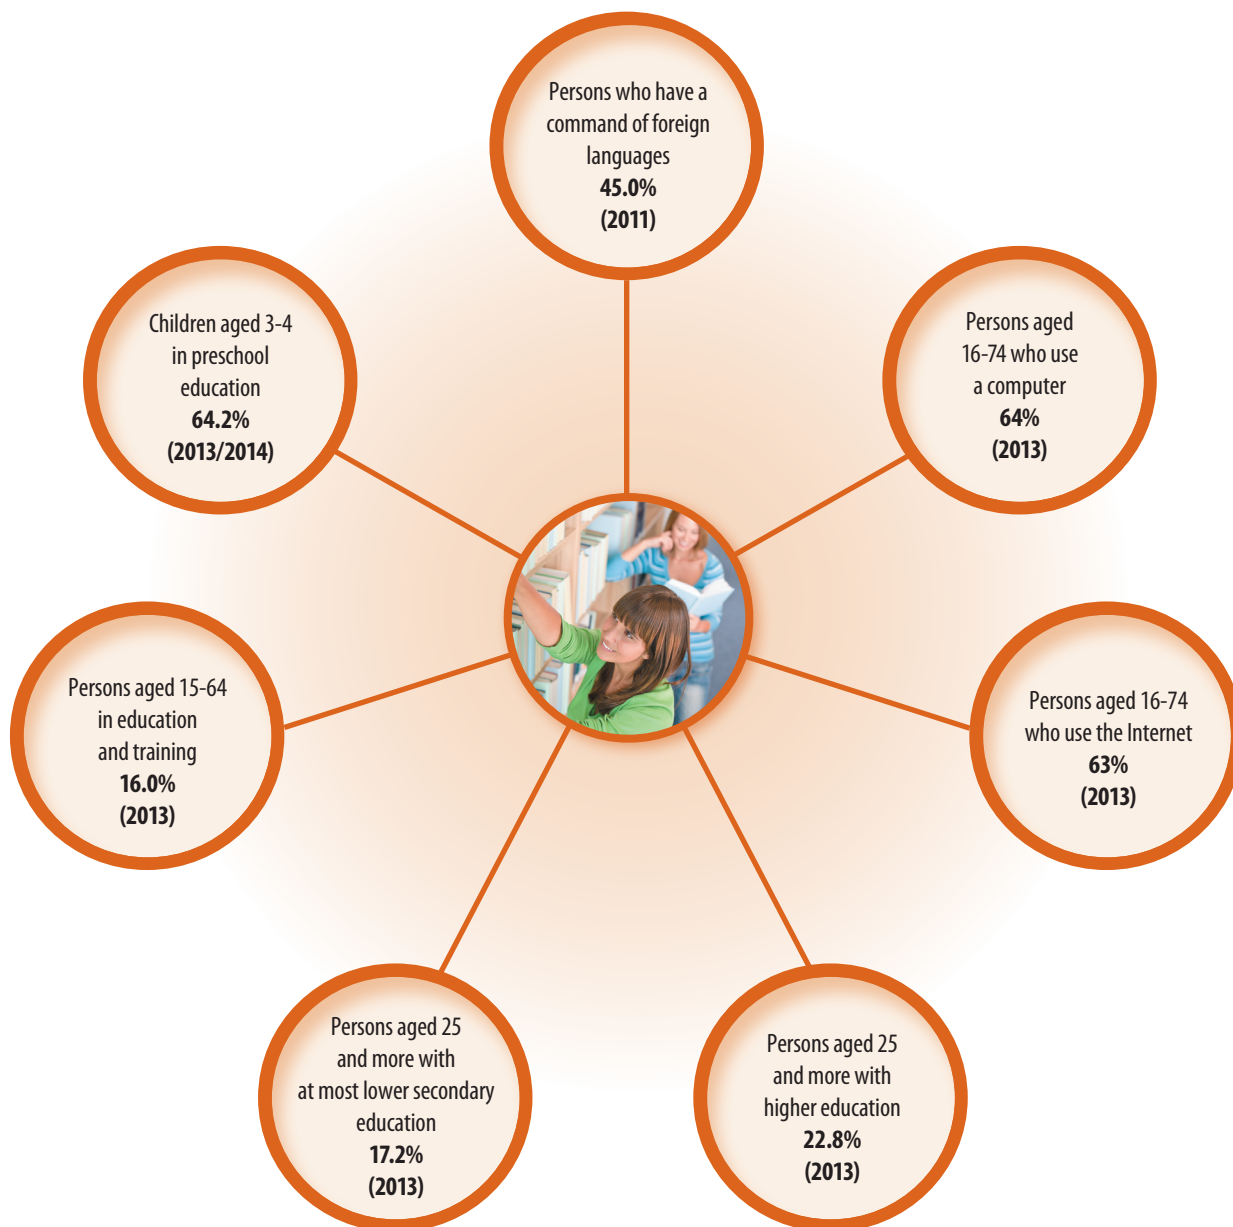 Persons who have a
command of foreign
languages
45.0%
(2011)
Children aged 3-4
in preschool
education
64.2%
(2013/2014)
Persons aged
16-74 who use
a computer
64%
(2013)
Persons aged 15-64
in education
and training
16.0%
(2013)
Persons aged 16-74
who use the Internet
63%
(2013)
Persons aged 25
and more with
at most lower secondary
education
17.2%
(2013)
Persons aged 25
and more with
higher education
22.8%
(2013)